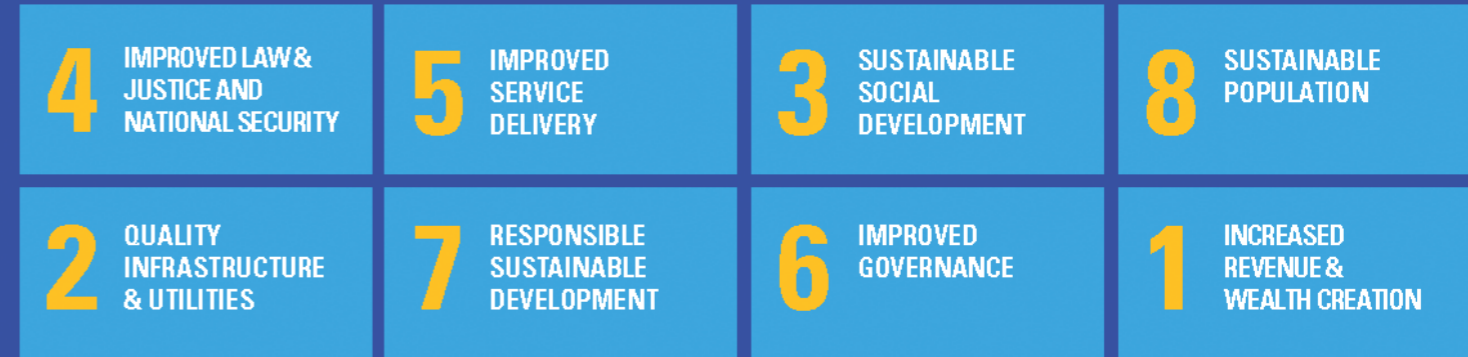 4
IMPROVED LAW &
JUSTICE AND
NATIONAL SECURITY
5
IMPROVED
SERVICE
DELIVERY
3
SUSTAINABLE
SOCIAL
DEVELOPMENT
8
SUSTAINABLE
POPULATION
2
QUALITY
INFRASTRUCTURE
& UTILITIES
7
RESPONSIBLE
SUSTAINABLE
DEVELOPMENT
6
IMPROVED
GOVERNANCE
1
INCREASED
REVENUE &
WEALTH CREATION